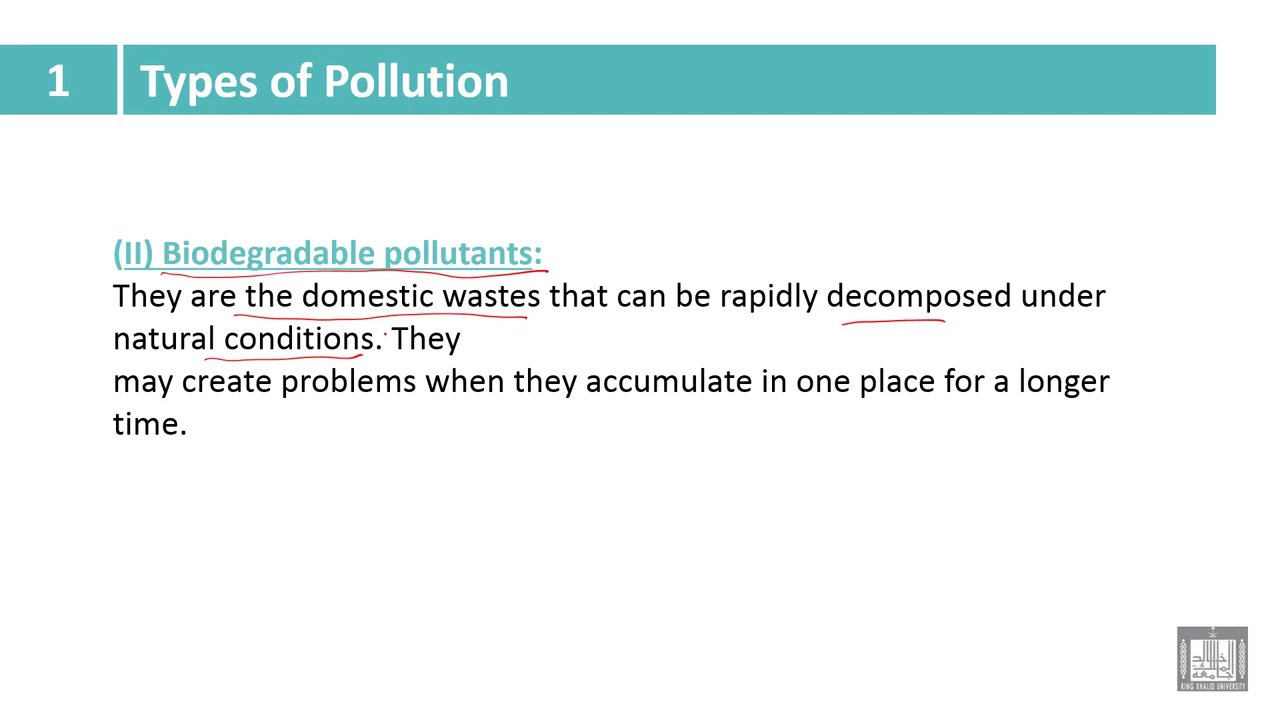 1
Types of Pollution
(II) Biodegradable pollutants:
They are the domestic wastes that can be rapidly decomposed under
natural conditions. They
may create problems when they accumulate in one place for a longer
time.
KING KHALID UNIVERSITY